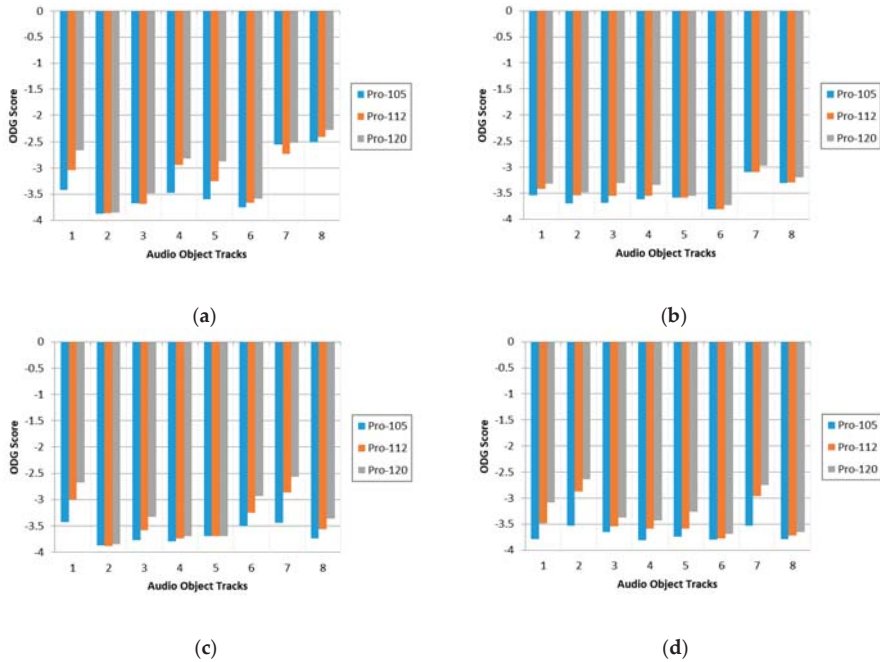 0
-0.5
-1
-1.5
-2
-2.5
-3
-3.5
-4
ODG Score
1 2 3 4 5 6 7 8
Audio Object Tracks
Pro-105
Pro-112
Pro-120
(a)
0
-0.5
-1
-1.5
-2
-2.5
-3
-3.5
-4
ODG Score
1 2 3 4 5 6 7 8
Audio Object Tracks
Pro-105
Pro-112
Pro-120
(b)
0
-0.5
-1
-1.5
-2
-2.5
-3
-3.5
-4
ODG Score
1 2 3 4 5 6 7 8
Audio Object Tracks
Pro-105
Pro-112
Pro-120
(c)
0
-0.5
-1
-1.5
-2
-2.5
-3
-3.5
-4
ODG Score
1 2 3 4 5 6 7 8
Audio Object Tracks
Pro-105
Pro-112
Pro-120
(d)